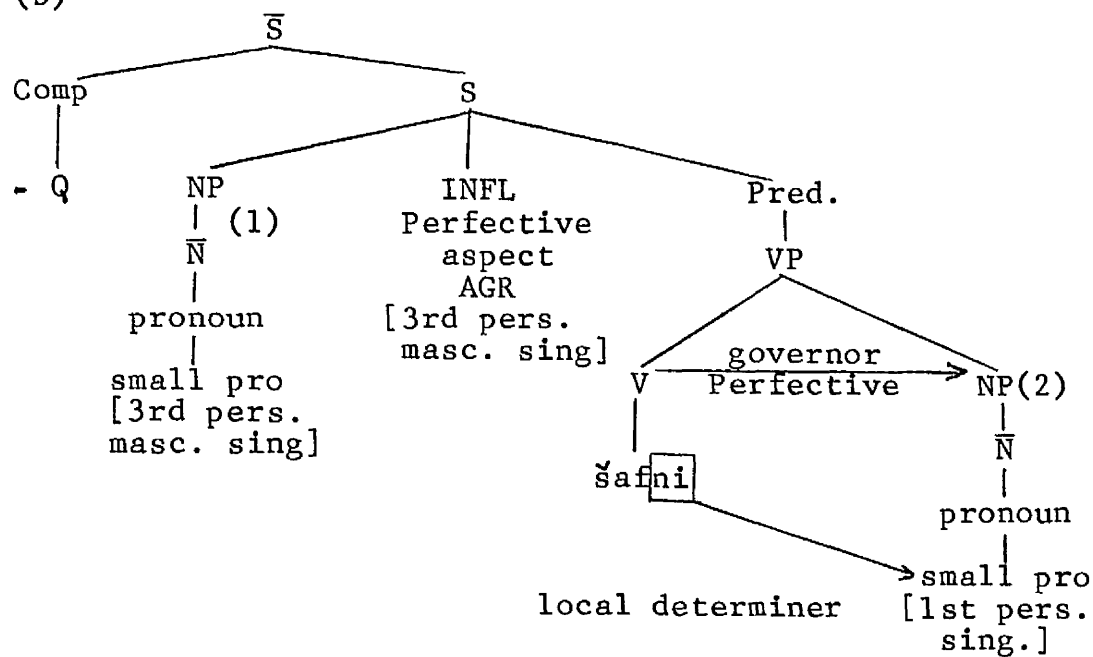 S̅
Comp
S
- Q
NP
INFL
Pred.
(1)
Perfective
N̅
aspect
VP
AGR
pronoun
[3rd pers.
masc. sing]
governor
small pro
V
Perfective
NP(2)
[3rd pers.
masc. sing]
N̅
šafni
pronoun
small pro
local determiner
[1st pers.
sing.]